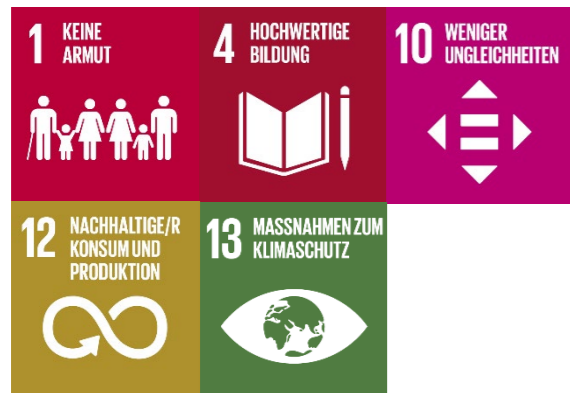 1 KEINE
ARMUT
4 HOCHWERTIGE
BILDUNG
10 WENIGER
UNGLEICHHEITEN
12 NACHHALTIGE/R
KONSUM UND
PRODUKTION
13 MASSNAHMEN ZUM
KLIMASCHUTZ